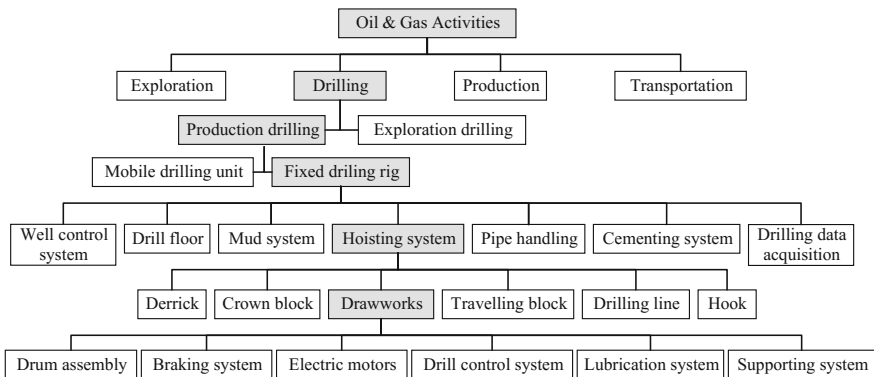 Oil & Gas Activities
Exploration
Drilling
Production
Transportation
Production drilling
Exploration drilling
Mobile drilling unit
Fixed driling rig
Well control
system
Drill floor
Mud system
Hoisting system
Pipe handling
Cementing system
Drilling data
acquisition
Derrick
Crown block
Drawworks
Travelling block
Drilling line
Hook
Drum assembly
Braking system
Electric motors
Drill control system
Lubrication system
Supporting system